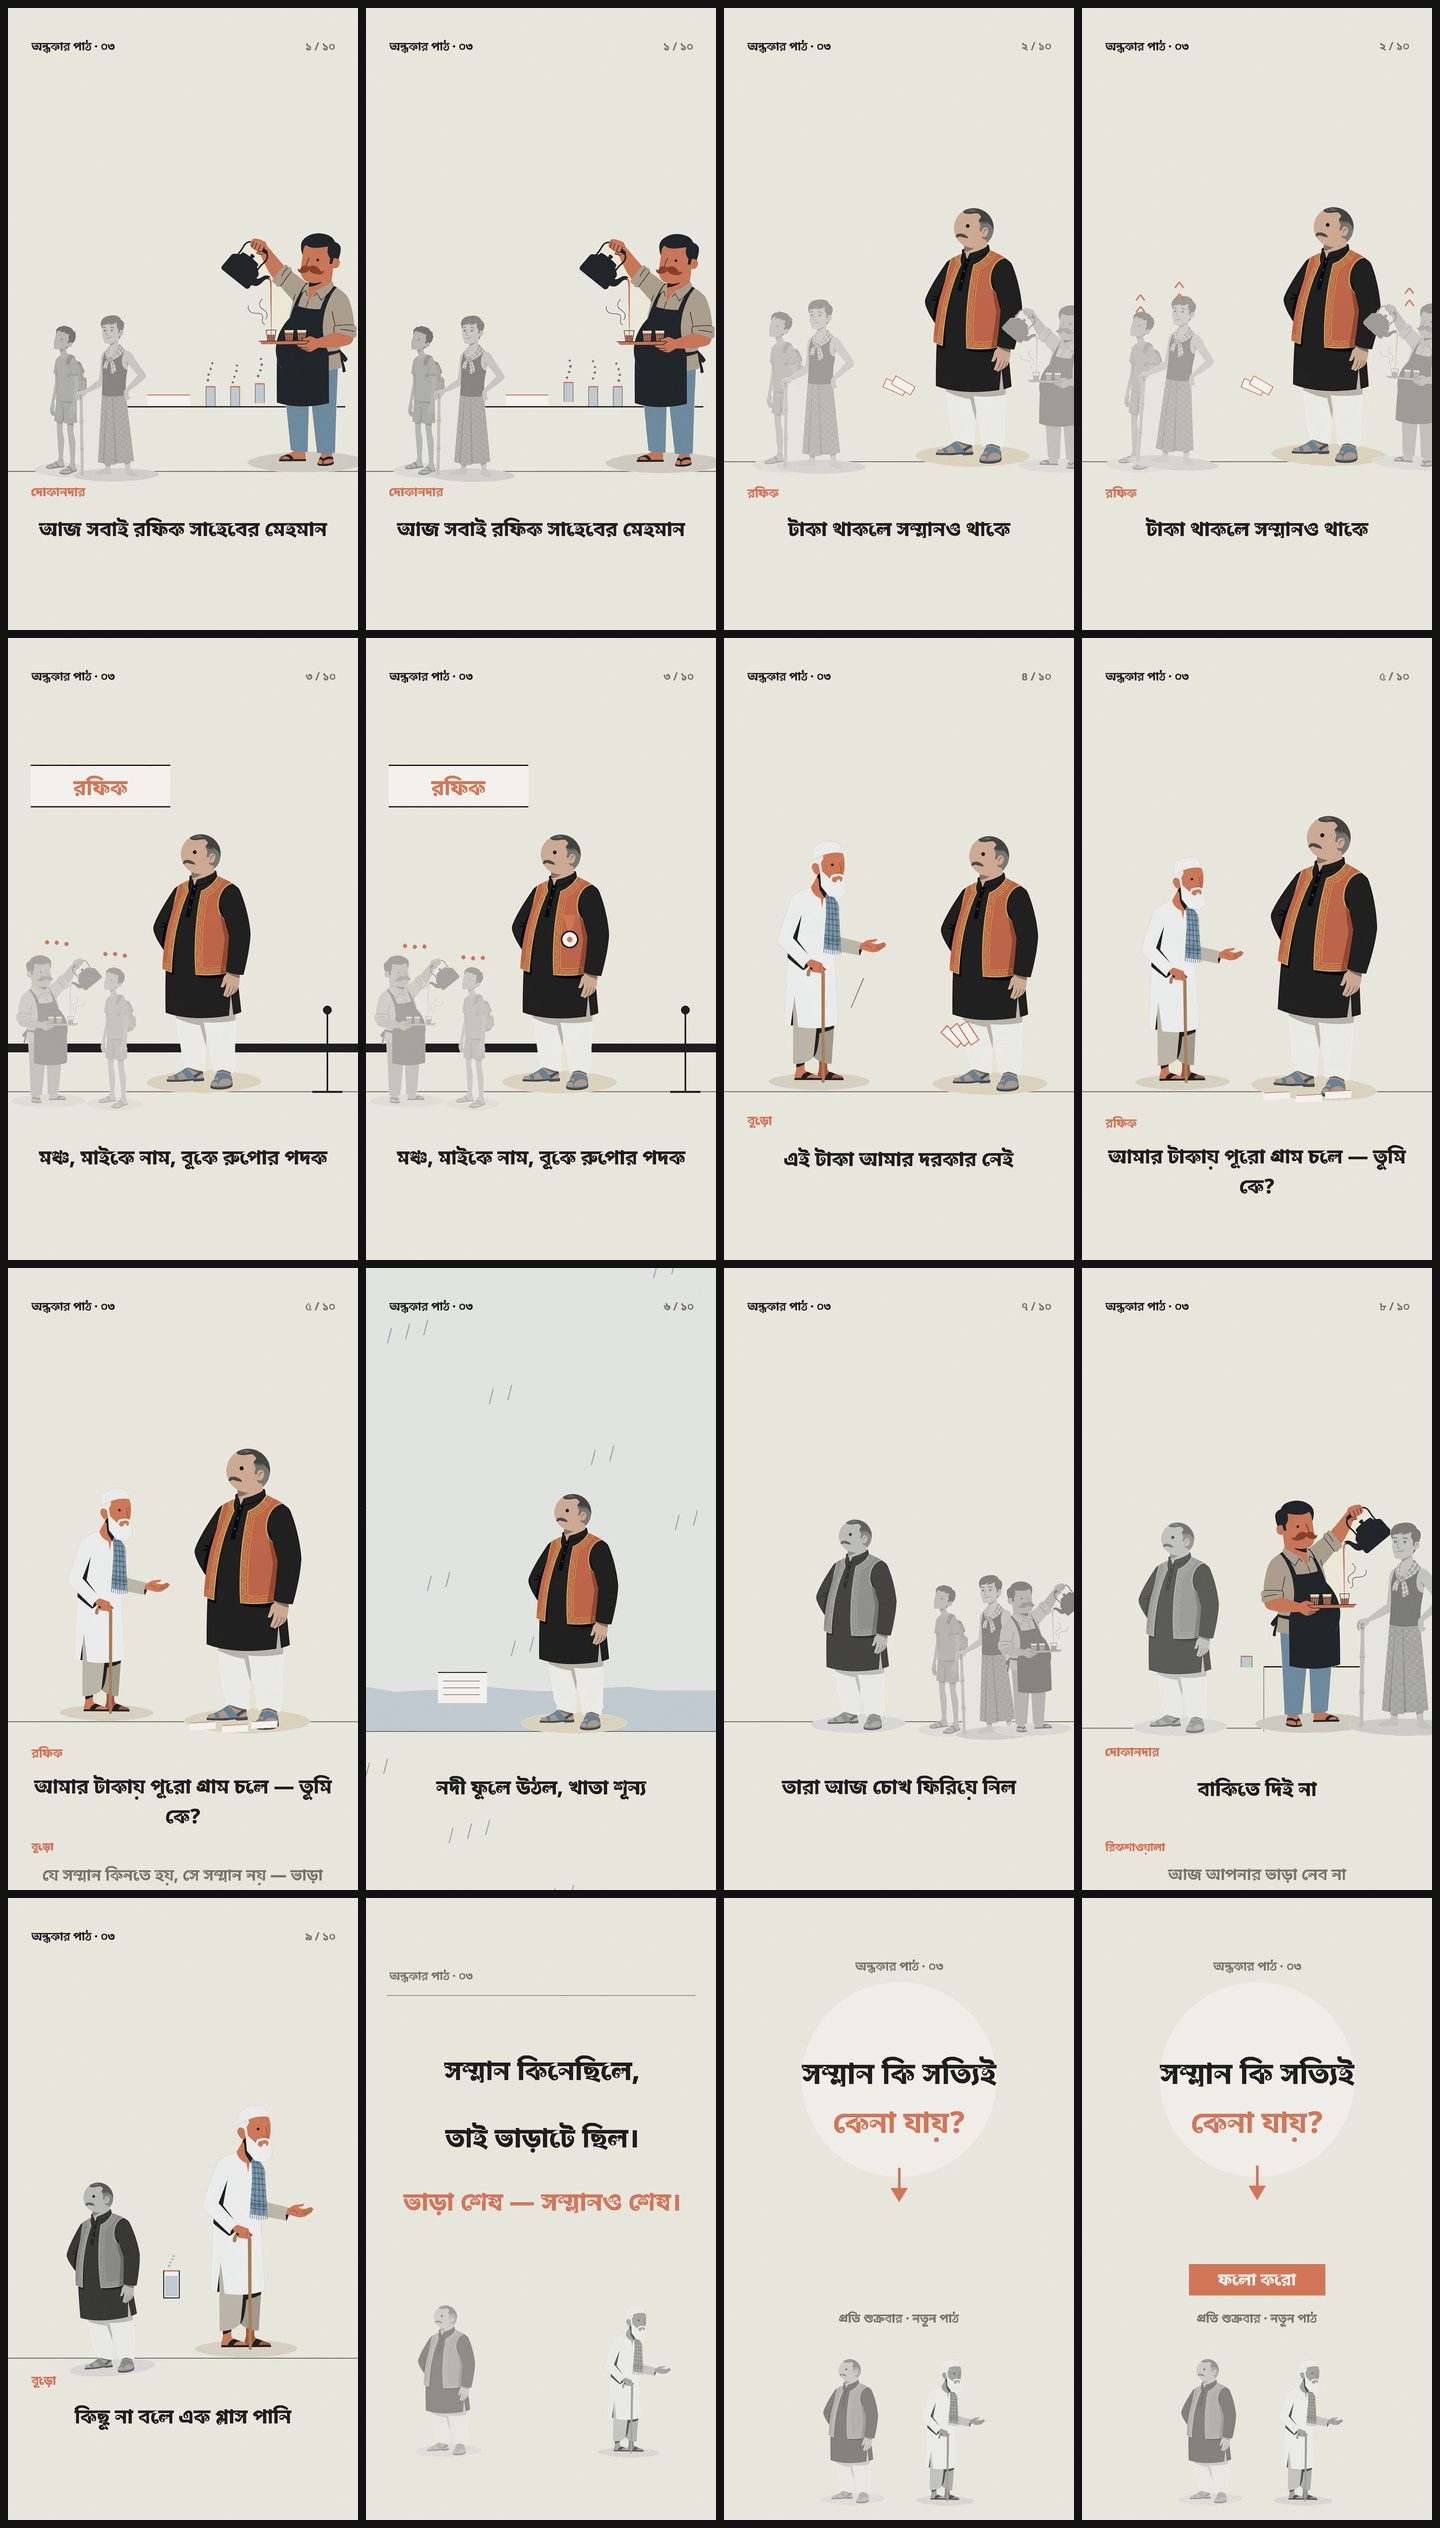 অন্ধকার পাঠ · ০৩
১ / ১০
দোকানদার
আজ সবাই রফিক সাহেবের মেহমান
অন্ধকার পাঠ · ০৩
১ / ১০
দোকানদার
আজ সবাই রফিক সাহেবের মেহমান
অন্ধকার পাঠ · ০৩
২ / ১০
রফিক
টাকা থাকলে সম্মানও থাকে
অন্ধকার পাঠ · ০৩
২ / ১০
রফিক
টাকা থাকলে সম্মানও থাকে
অন্ধকার পাঠ · ০৩
৩ / ১০
রফিক
মঞ্চ, মাইকে নাম, বুকে রুপোর পদক
অন্ধকার পাঠ · ০৩
৩ / ১০
রফিক
মঞ্চ, মাইকে নাম, বুকে রুপোর পদক
অন্ধকার পাঠ · ০৩
৪ / ১০
বুড়ো
এই টাকা আমার দরকার নেই
অন্ধকার পাঠ · ০৩
৫ / ১০
রফিক
আমার টাকায় পুরো গ্রাম চলে — তুমি
কে?
অন্ধকার পাঠ · ০৩
৫ / ১০
রফিক
আমার টাকায় পুরো গ্রাম চলে — তুমি
কে?
বুড়ো
যে সম্মান কিনতে হয়, সে সম্মান নয় — ভাড়া
অন্ধকার পাঠ · ০৩
৬ / ১০
নদী ফুলে উঠল, খাতা শূন্য
অন্ধকার পাঠ · ০৩
৭ / ১০
তারা আজ চোখ ফিরিয়ে নিল
অন্ধকার পাঠ · ০৩
৮ / ১০
দোকানদার
বাকিতে দিই না
রিকশাওয়ালা
আজ আপনার ভাড়া নেব না
অন্ধকার পাঠ · ০৩
৯ / ১০
বুড়ো
কিছু না বলে এক গ্লাস পানি
অন্ধকার পাঠ · ০৩
সম্মান কিনেছিলে,
তাই ভাড়াটে ছিল।
ভাড়া শেষ — সম্মানও শেষ।
অন্ধকার পাঠ · ০৩
সম্মান কি সত্যিই
কেনা যায়?
প্রতি শুক্রবার · নতুন পাঠ
অন্ধকার পাঠ · ০৩
সম্মান কি সত্যিই
কেনা যায়?
ফলো করো
প্রতি শুক্রবার · নতুন পাঠ